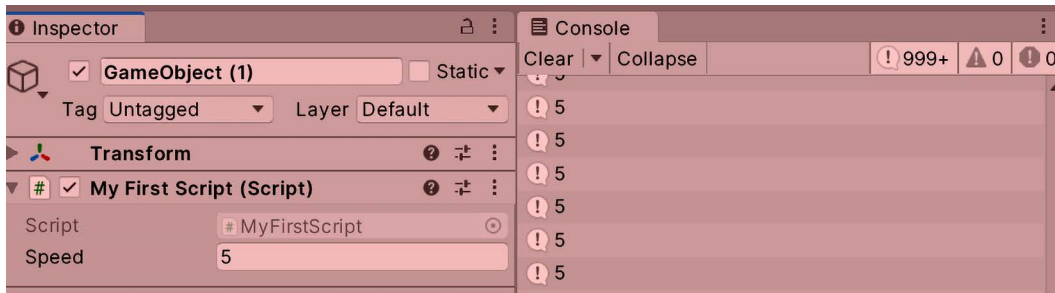 Inspector
GameObject (1)
Static
Tag Untagged
Layer Default
Transform
My First Script (Script)
Script
# MyFirstScript
Speed
5
Console
Clear
Collapse
999+
0
0
5
5
5
5
5
5
5